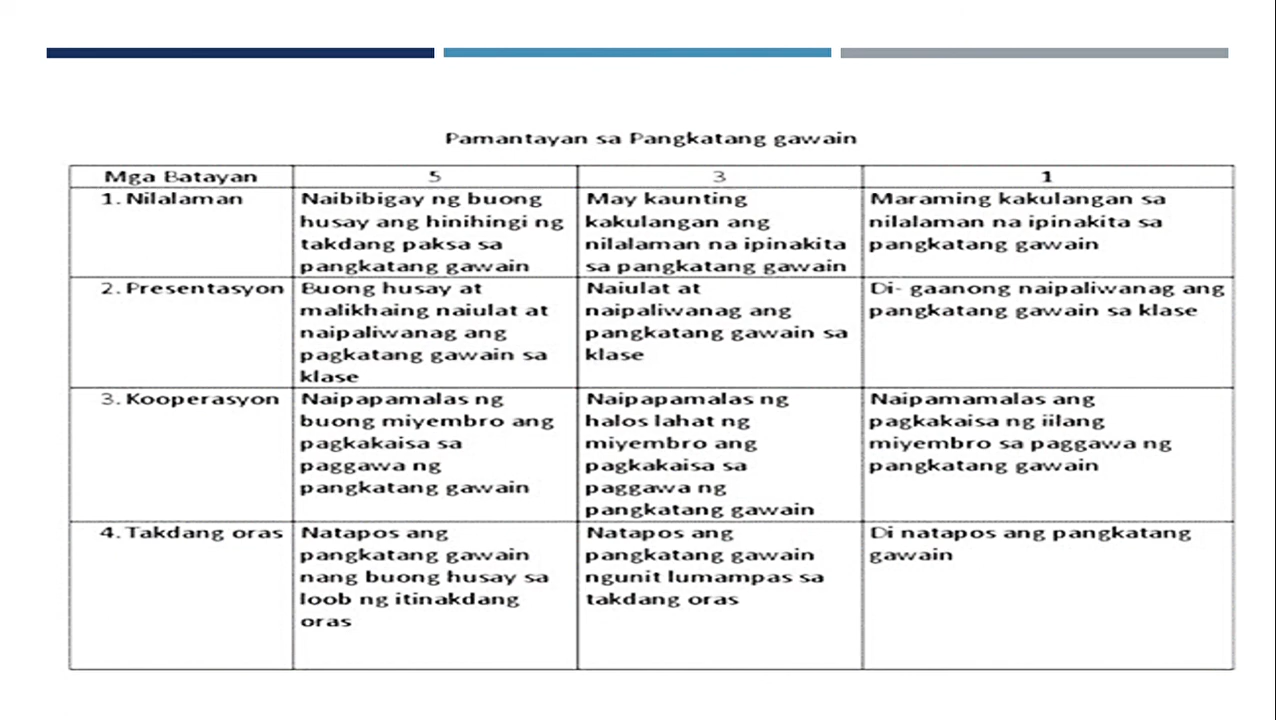 Pamantayan sa Pangkatang gawain
Mga Batayan
5
3
1
1. Nilalaman
Naibibigay ng buong
husay ang hinihingi ng
takdang paksa sa
pangkatang gawain
May kaunting
kakulangan ang
nilalaman na ipinakita
sa pangkatang gawain
Maraming kakulangan sa
nilalaman na ipinakita sa
pangkatang gawain
2. Presentasyon
Buong husay at
malikhaing naiulat at
naipaliwanag ang
pagkatang gawain sa
klase
Naiulat at
naipaliwanag ang
pangkatang gawain sa
klase
Di- gaanong naipaliwanag ang
pangkatang gawain sa klase
3. Kooperasyon
Naipapamalas ng
buong miyembro ang
pagkakaisa sa
paggawa ng
pangkatang gawain
Naipapamalas ng
halos lahat ng
miyembro ang
pagkakaisa sa
paggawa ng
pangkatang gawain
Naipamamalas ang
pagkakaisa ng iilang
miyembro sa paggawa ng
pangkatang gawain
4. Takdang oras
Natapos ang
pangkatang gawain
nang buong husay sa
loob ng itinakdang
oras
Natapos ang
pangkatang gawain
ngunit lumampas sa
takdang oras
Di natapos ang pangkatang
gawain